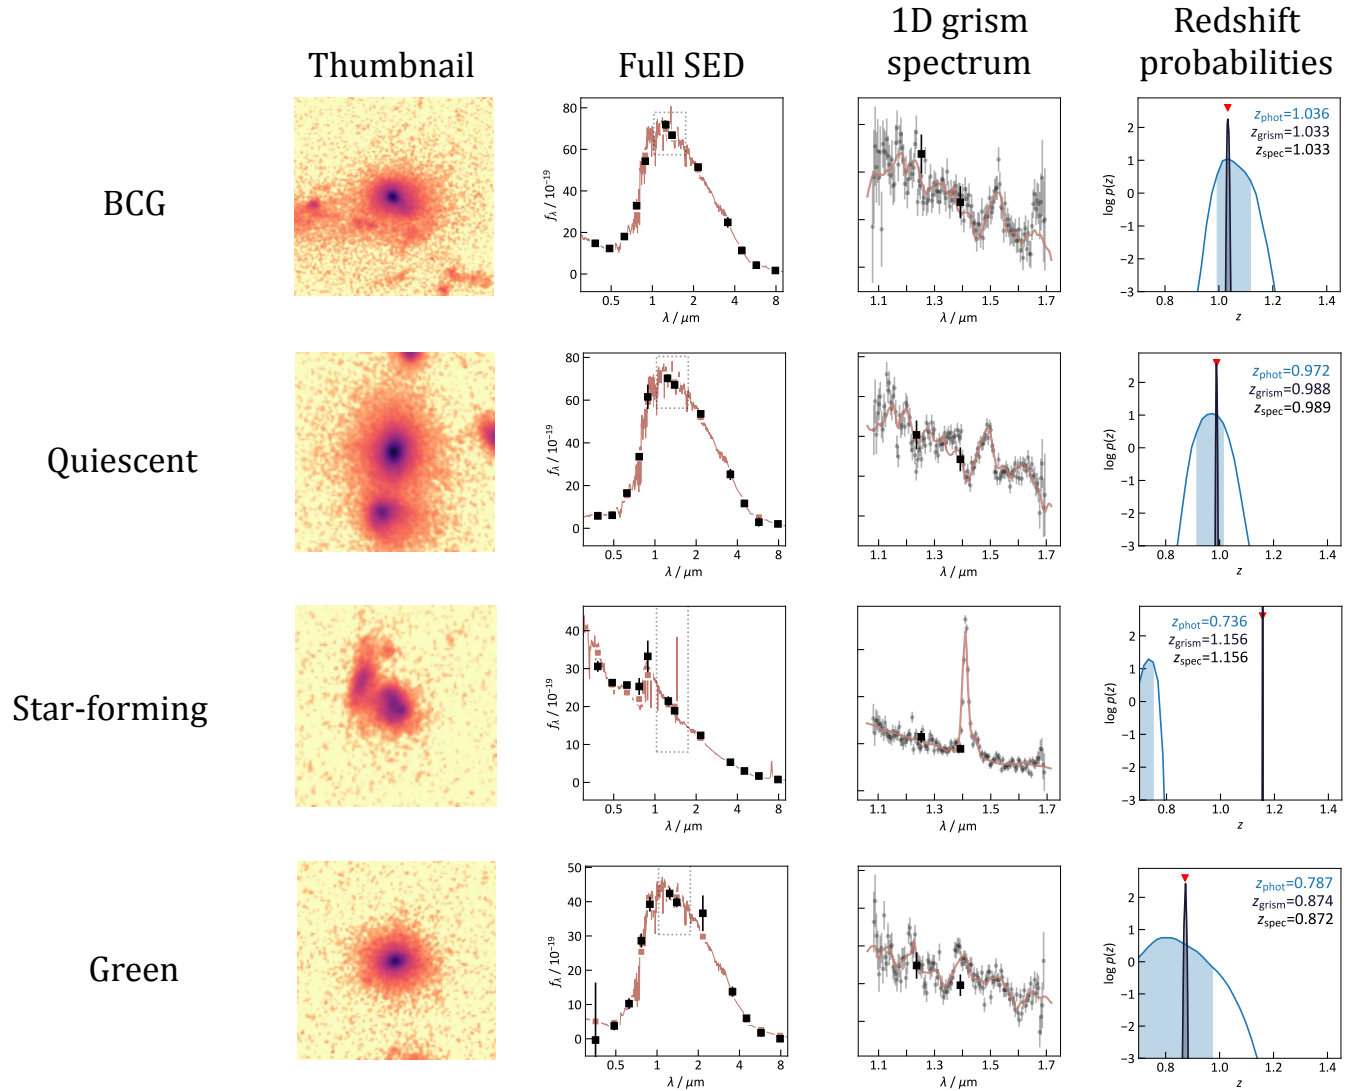 Thumbnail
Full SED
1D grism
spectrum
Redshift
probabilities
BCG
80
60
40
20
0
f_λ / 10⁻¹⁹
0.5 1 2 4 8
λ / μm
1.1 1.3 1.5 1.7
λ / μm
2
1
0
−1
−2
−3
log p(z)
z_phot=1.036
z_grism=1.033
z_spec=1.033
0.8 1.0 1.2 1.4
z
Quiescent
80
60
40
20
0
f_λ / 10⁻¹⁹
0.5 1 2 4 8
λ / μm
1.1 1.3 1.5 1.7
λ / μm
2
1
0
−1
−2
−3
log p(z)
z_phot=0.972
z_grism=0.988
z_spec=0.989
0.8 1.0 1.2 1.4
z
Star-forming
40
30
20
10
0
f_λ / 10⁻¹⁹
0.5 1 2 4 8
λ / μm
1.1 1.3 1.5 1.7
λ / μm
2
1
0
−1
−2
−3
log p(z)
z_phot=0.736
z_grism=1.156
z_spec=1.156
0.8 1.0 1.2 1.4
z
Green
50
40
30
20
10
0
f_λ / 10⁻¹⁹
0.5 1 2 4 8
λ / μm
1.1 1.3 1.5 1.7
λ / μm
2
1
0
−1
−2
−3
log p(z)
z_phot=0.787
z_grism=0.874
z_spec=0.872
0.8 1.0 1.2 1.4
z